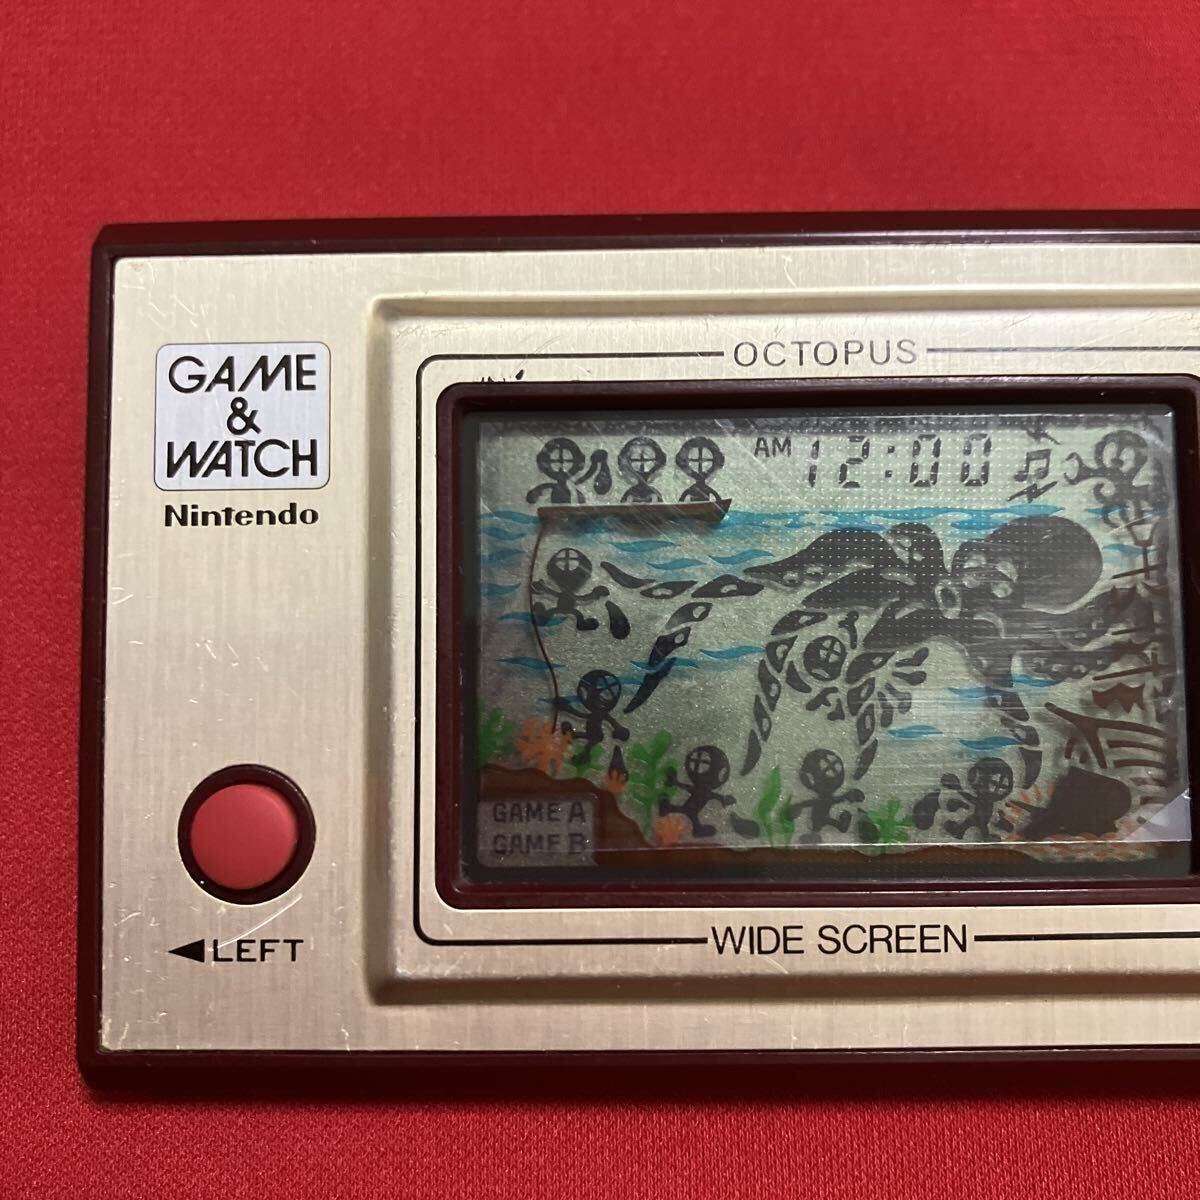 GAME
&
WATCH
Nintendo
OCTOPUS
AM 12:00
GAME A
GAME B
WIDE SCREEN
◄LEFT